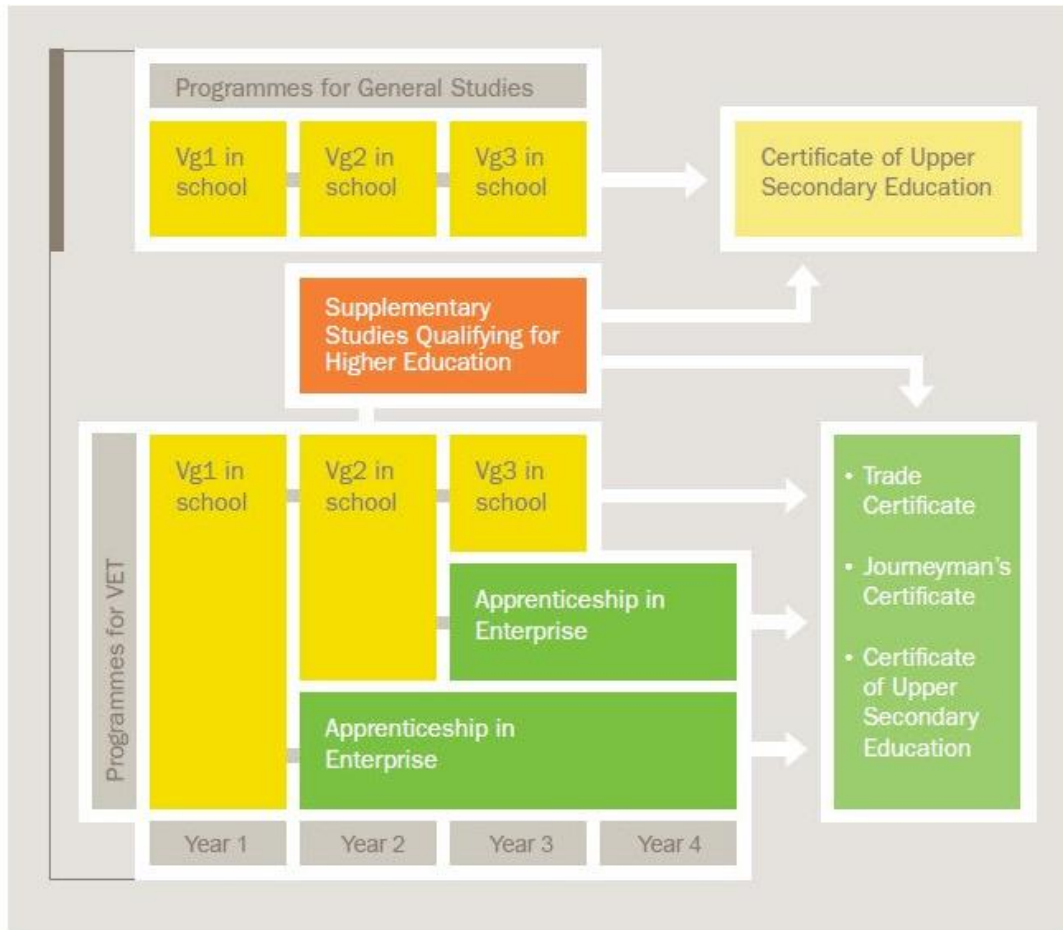 Programmes for General Studies
Vg1 in
school
Vg2 in
school
Vg3 in
school
Certificate of Upper
Secondary Education
Supplementary
Studies Qualifying for
Higher Education
Programmes for VET
Vg1 in
school
Vg2 in
school
Vg3 in
school
Apprenticeship in
Enterprise
Apprenticeship in
Enterprise
• Trade
Certificate
• Journeyman's
Certificate
• Certificate
of Upper
Secondary
Education
Year 1
Year 2
Year 3
Year 4